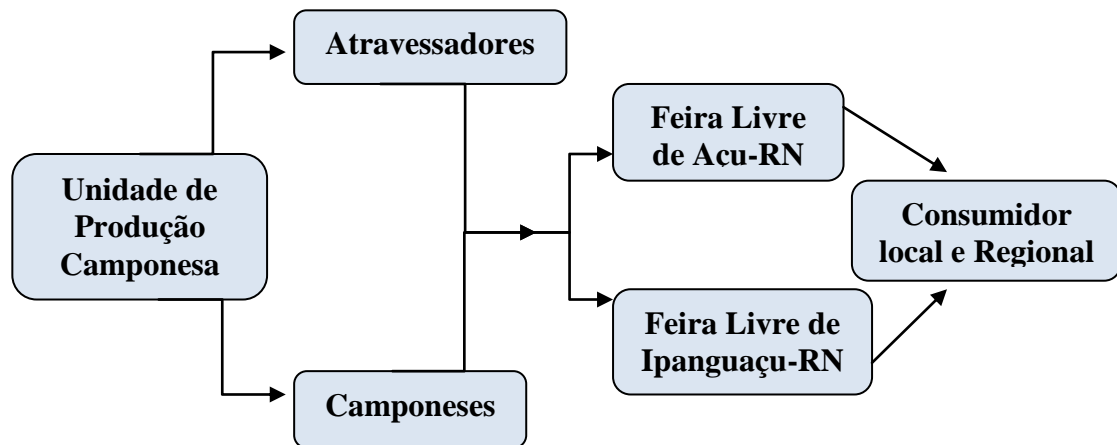 Atravessadores
Unidade de
Produção
Camponesa
Camponeses
Feira Livre
de Açu-RN
Feira Livre de
Ipanguaçu-RN
Consumidor
local e Regional